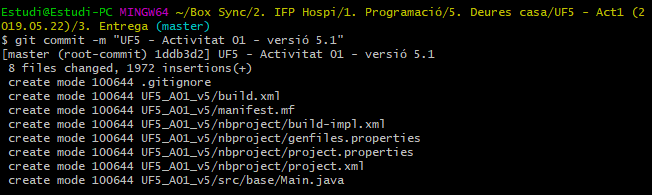 Estudi@Estudi-PC MINGW64 ~/Box Sync/2. IFP Hospi/1. Programació/5. Deures casa/UF5 - Act1 (2
019.05.22)/3. Entrega (master)
$ git commit -m "UF5 - Activitat 01 - versió 5.1"
[master (root-commit) 1ddb3d2] UF5 - Activitat 01 - versió 5.1
 8 files changed, 1972 insertions(+)
 create mode 100644 .gitignore
 create mode 100644 UF5_A01_v5/build.xml
 create mode 100644 UF5_A01_v5/manifest.mf
 create mode 100644 UF5_A01_v5/nbproject/build-impl.xml
 create mode 100644 UF5_A01_v5/nbproject/genfiles.properties
 create mode 100644 UF5_A01_v5/nbproject/project.properties
 create mode 100644 UF5_A01_v5/nbproject/project.xml
 create mode 100644 UF5_A01_v5/src/base/Main.java